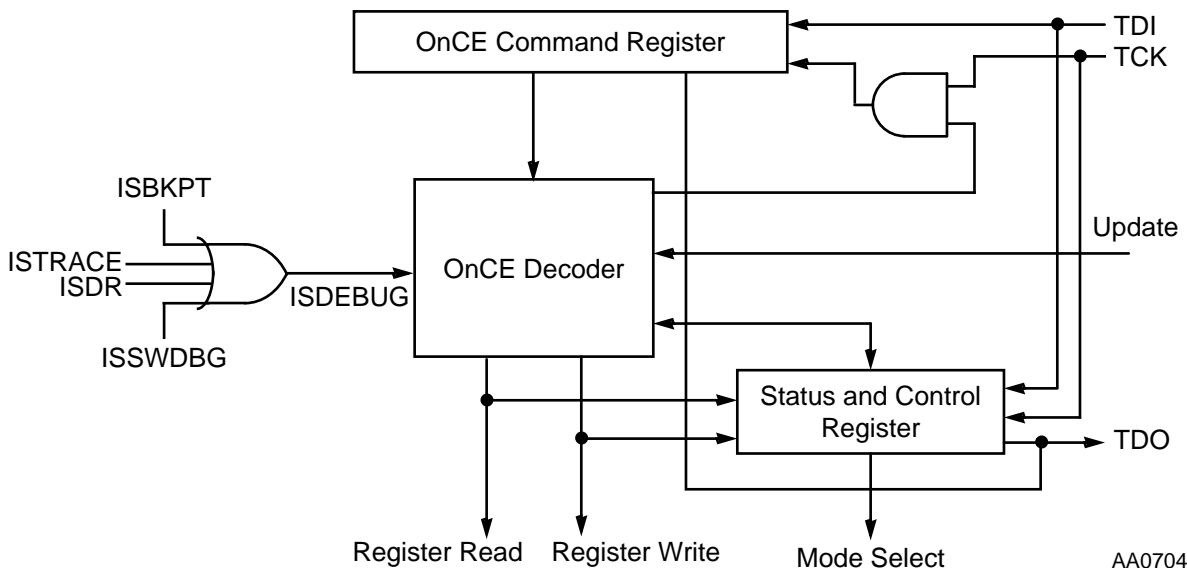 OnCE Command Register
TDI
TCK
ISBKPT
ISTRACE
ISDR
ISSWDBG
ISDEBUG
OnCE Decoder
Update
Status and Control
Register
TDO
Register Read
Register Write
Mode Select
AA0704